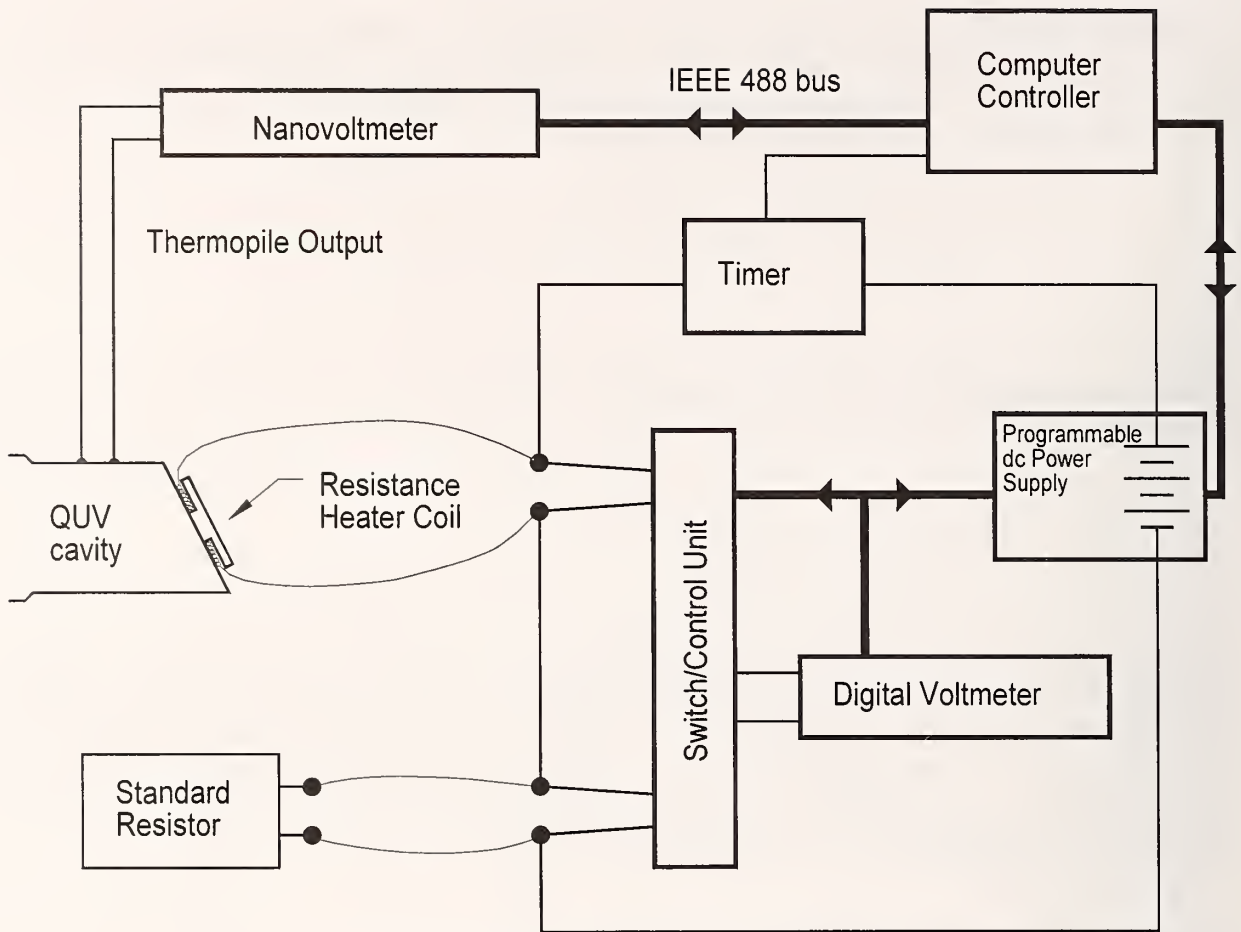 Computer
Controller
IEEE 488 bus
Nanovoltmeter
Thermopile Output
Timer
Programmable
dc Power
Supply
Resistance
Heater Coil
QUV
cavity
Switch/Control Unit
Digital Voltmeter
Standard
Resistor